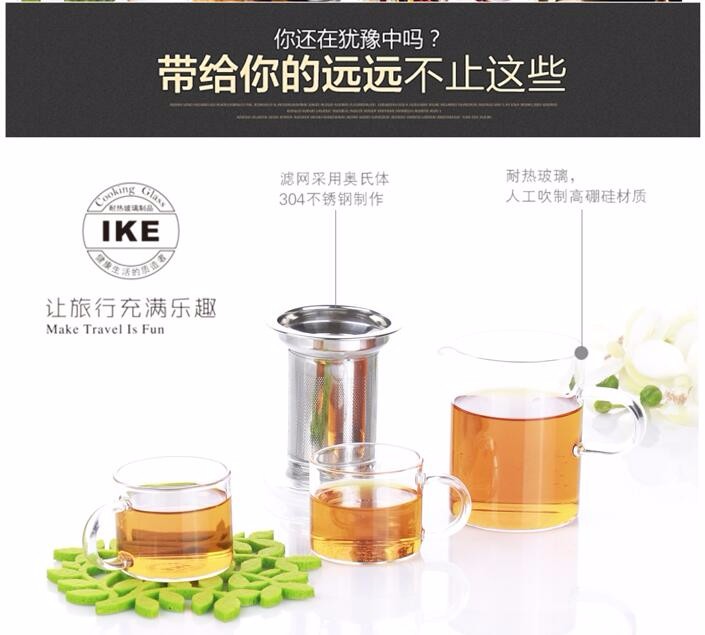 你还在犹豫中吗？
带给你的远远不止这些
滤网采用奥氏体
304不锈钢制作
耐热玻璃，
人工吹制高硼硅材质
Cooking Glass
耐热玻璃制品
IKE
健康生活的质造者
让旅行充满乐趣
Make Travel Is Fun